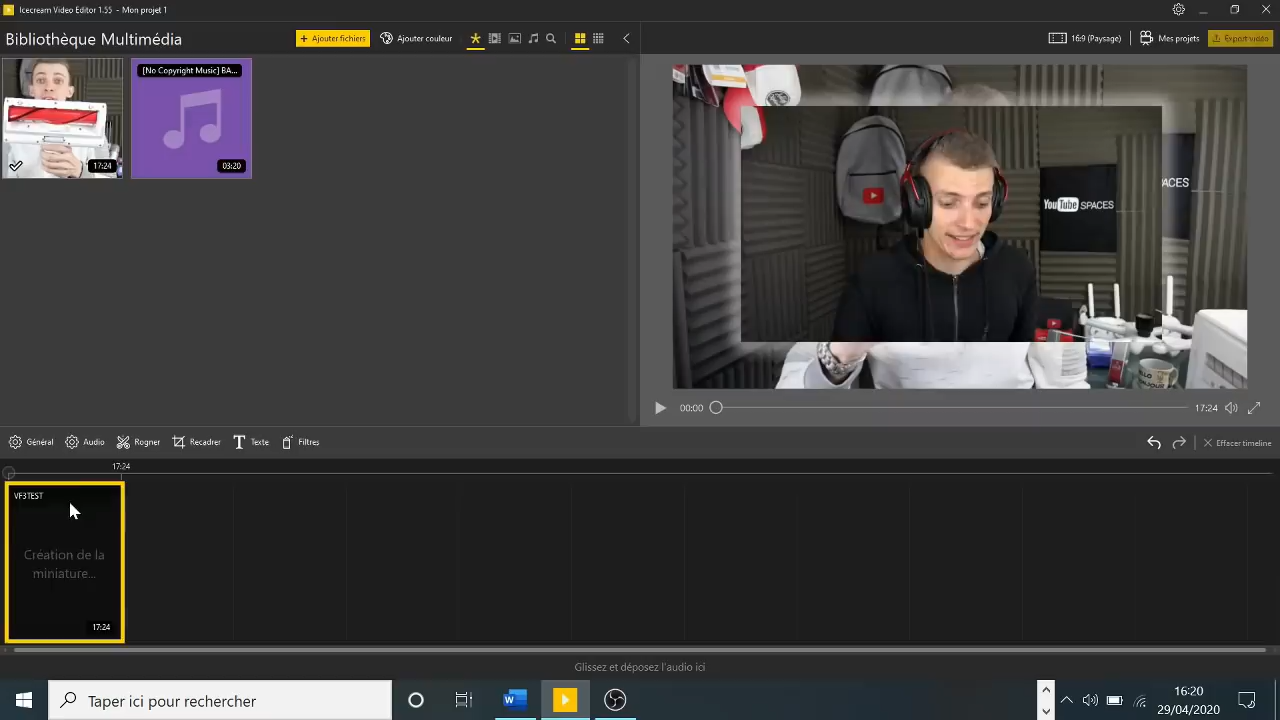 Icecream Video Editor 1.55 - Mon projet 1
Bibliothèque Multimédia
Ajouter fichiers
Ajouter couleur
16:9 (Paysage)
Mes projets
Export vidéo
17:24
[No Copyright Music] BA...
03:20
YouTube SPACES
ACES
00:00
17:24
Général
Audio
Rogner
Recadrer
Texte
Filtres
Effacer timeline
17:24
VF3TEST
Création de la
miniature...
17:24
Glissez et déposez l'audio ici
Taper ici pour rechercher
16:20
29/04/2020